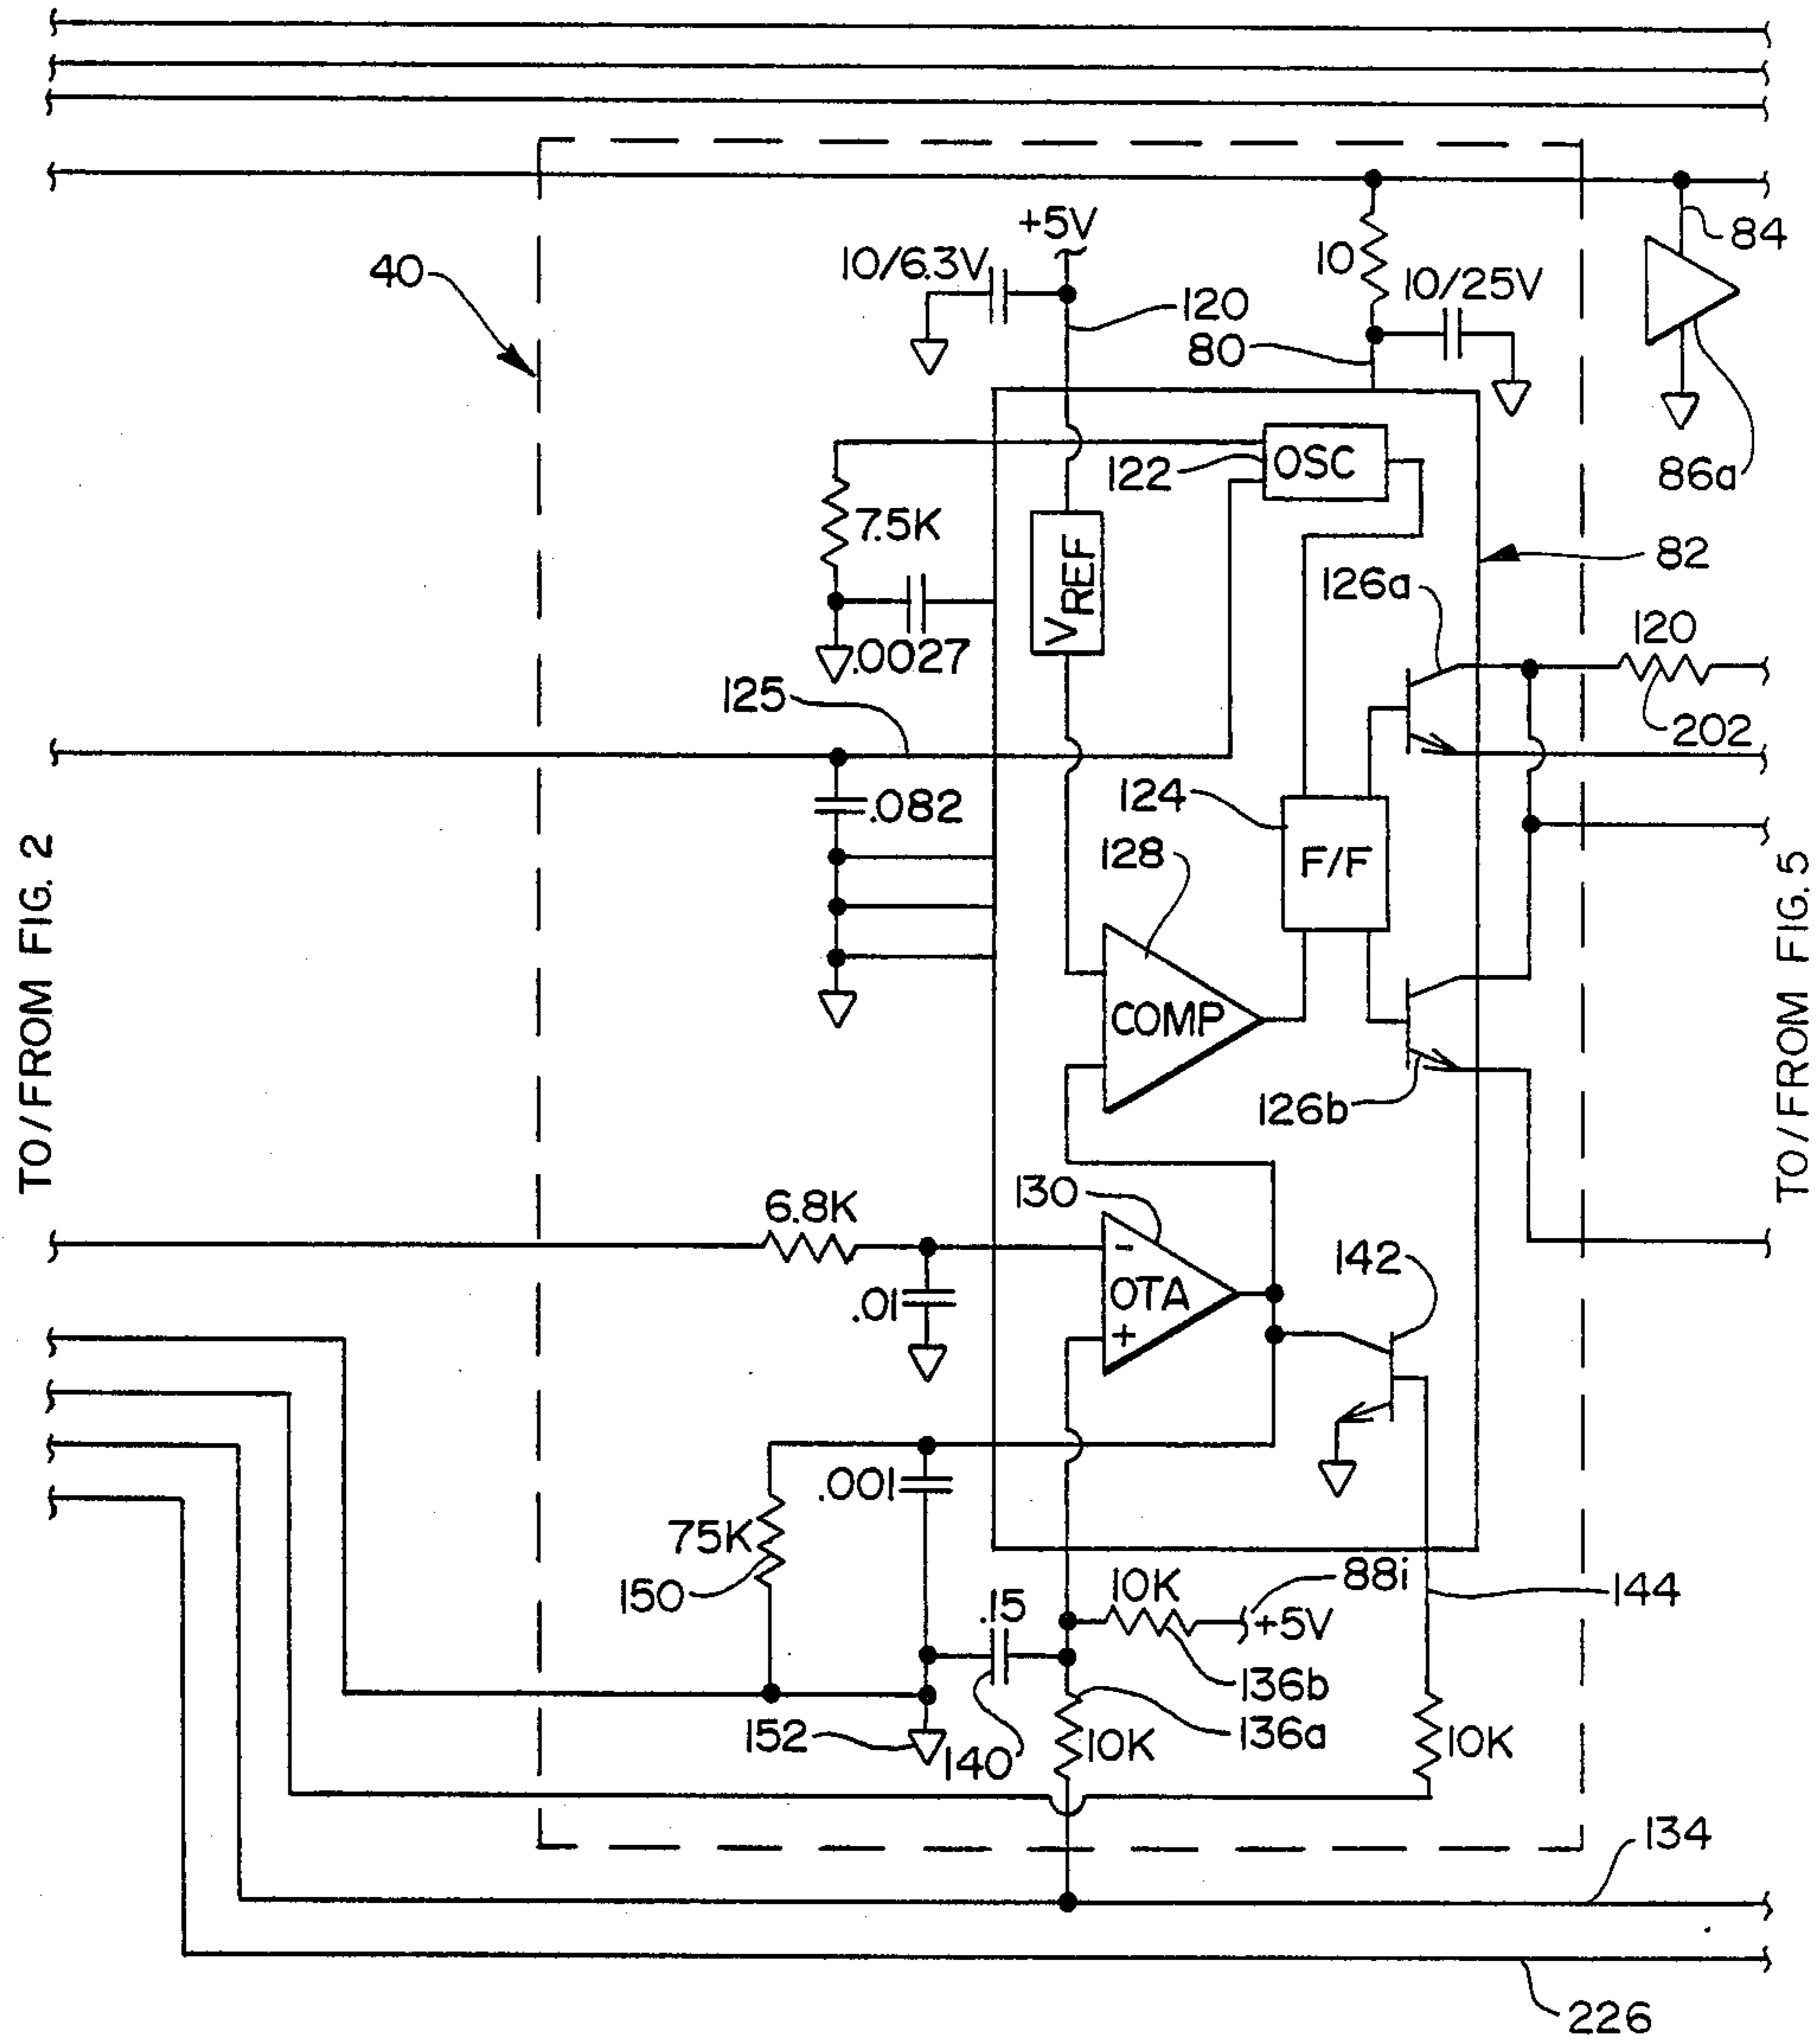 84
+5V
10/6.3V
10
10/25V
40
120
80
122
OSC
86a
7.5K
VREF
82
126a
.0027
120
125
202
.082
124
128
F/F
TO/FROM FIG. 2
TO/FROM FIG. 5
COMP
126b
6.8K
130
-
142
.01
OTA
+
.001
75K
150
10K
88i
144
.15
+5V
136b
152
140
10K
136a
10K
134
226